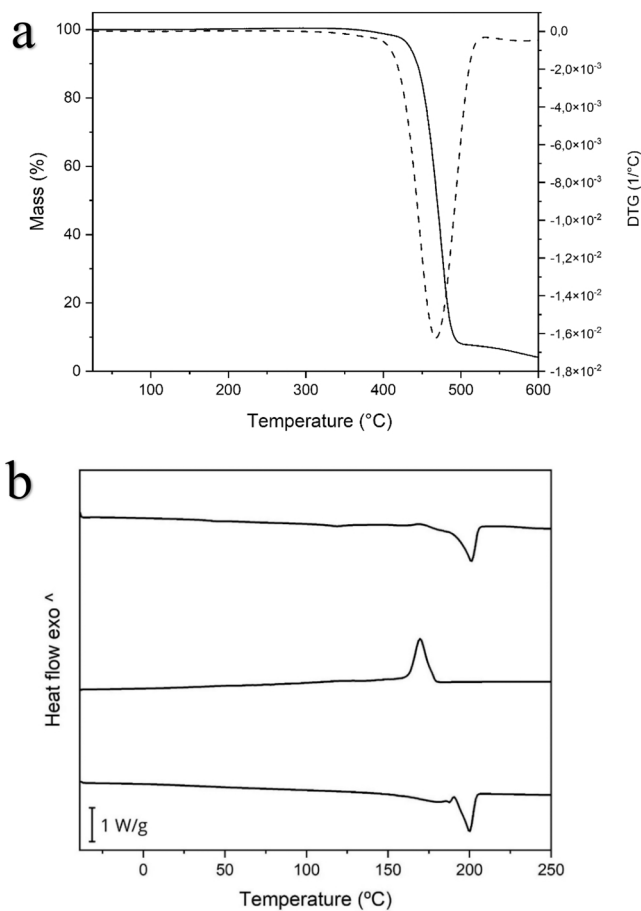 a
100
80
60
40
20
0
Mass (%)
0,0
-2,0×10⁻³
-4,0×10⁻³
-6,0×10⁻³
-8,0×10⁻³
-1,0×10⁻²
-1,2×10⁻²
-1,4×10⁻²
-1,6×10⁻²
-1,8×10⁻²
DTG (1/°C)
100 200 300 400 500 600
Temperature (°C)
b
Heat flow exo ^
1 W/g
0 50 100 150 200 250
Temperature (ºC)